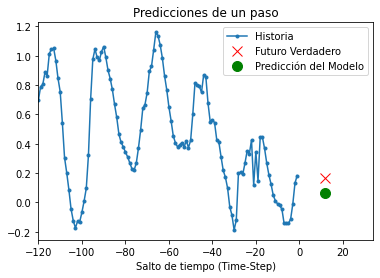 Predicciones de un paso
Historia
Futuro Verdadero
Predicción del Modelo
1.2
1.0
0.8
0.6
0.4
0.2
0.0
−0.2
−120 −100 −80 −60 −40 −20 0 20
Salto de tiempo (Time-Step)